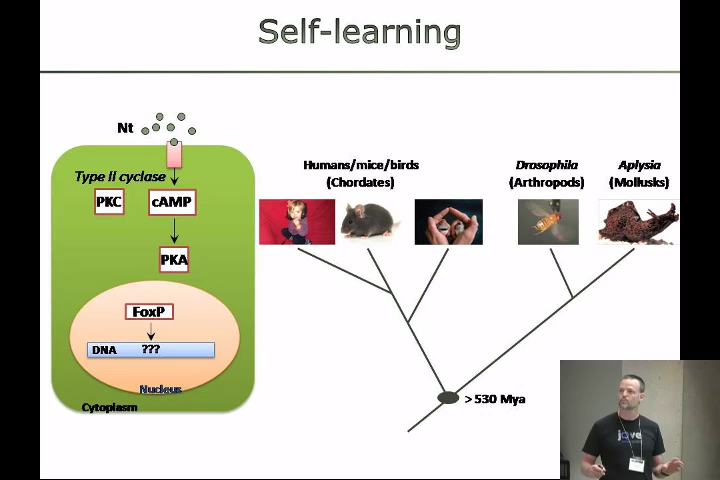 Self-learning
Nt
Type II cyclase
PKC
cAMP
PKA
FoxP
DNA ???
Nucleus
Cytoplasm
Humans/mice/birds
(Chordates)
Drosophila
(Arthropods)
Aplysia
(Mollusks)
>530 Mya
jove